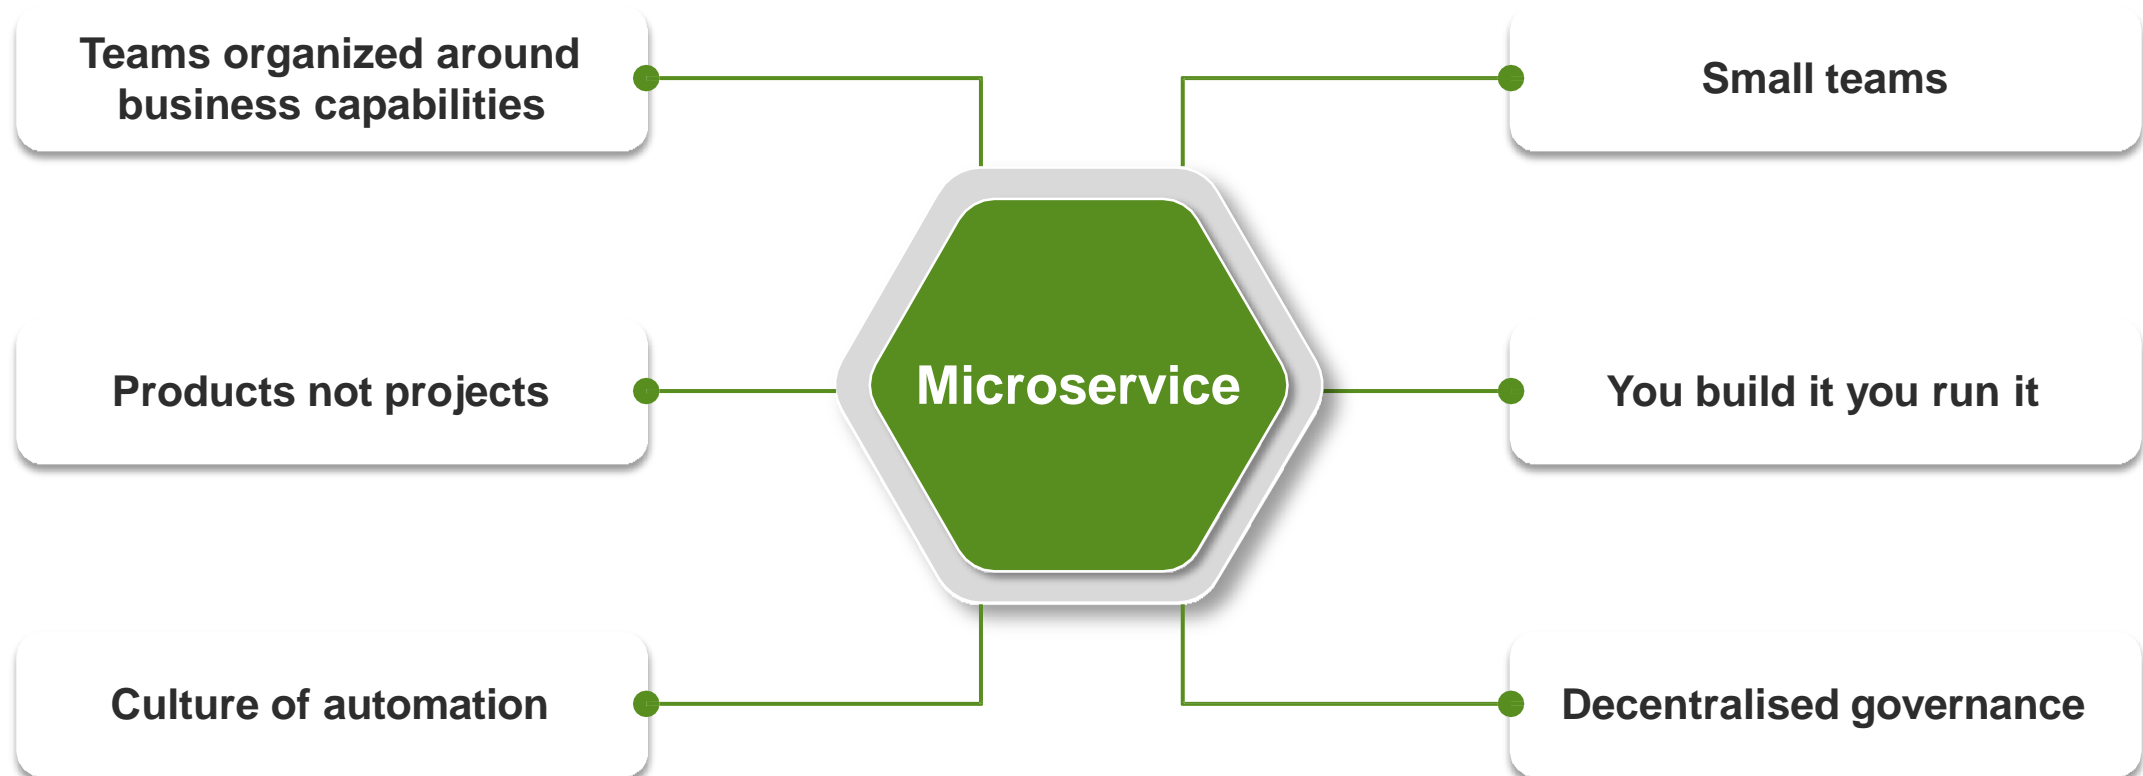 Teams organized around
business capabilities
Small teams
Products not projects
Microservice
You build it you run it
Culture of automation
Decentralised governance